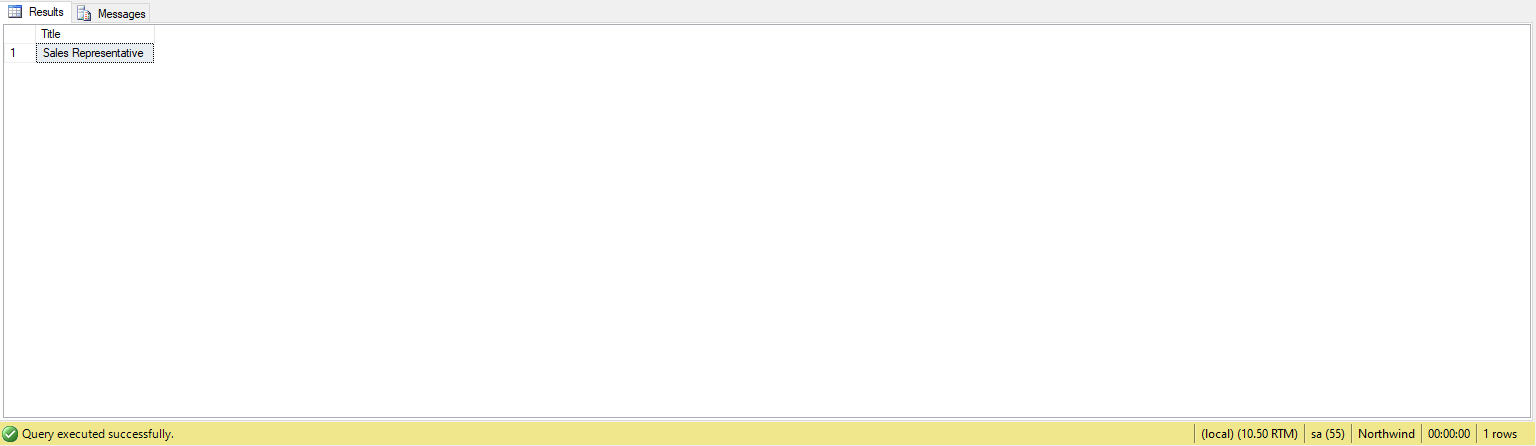 Results Messages
Title
1 Sales Representative
Query executed successfully. (local) (10.50 RTM) sa (55) Northwind 00:00:00 1 rows